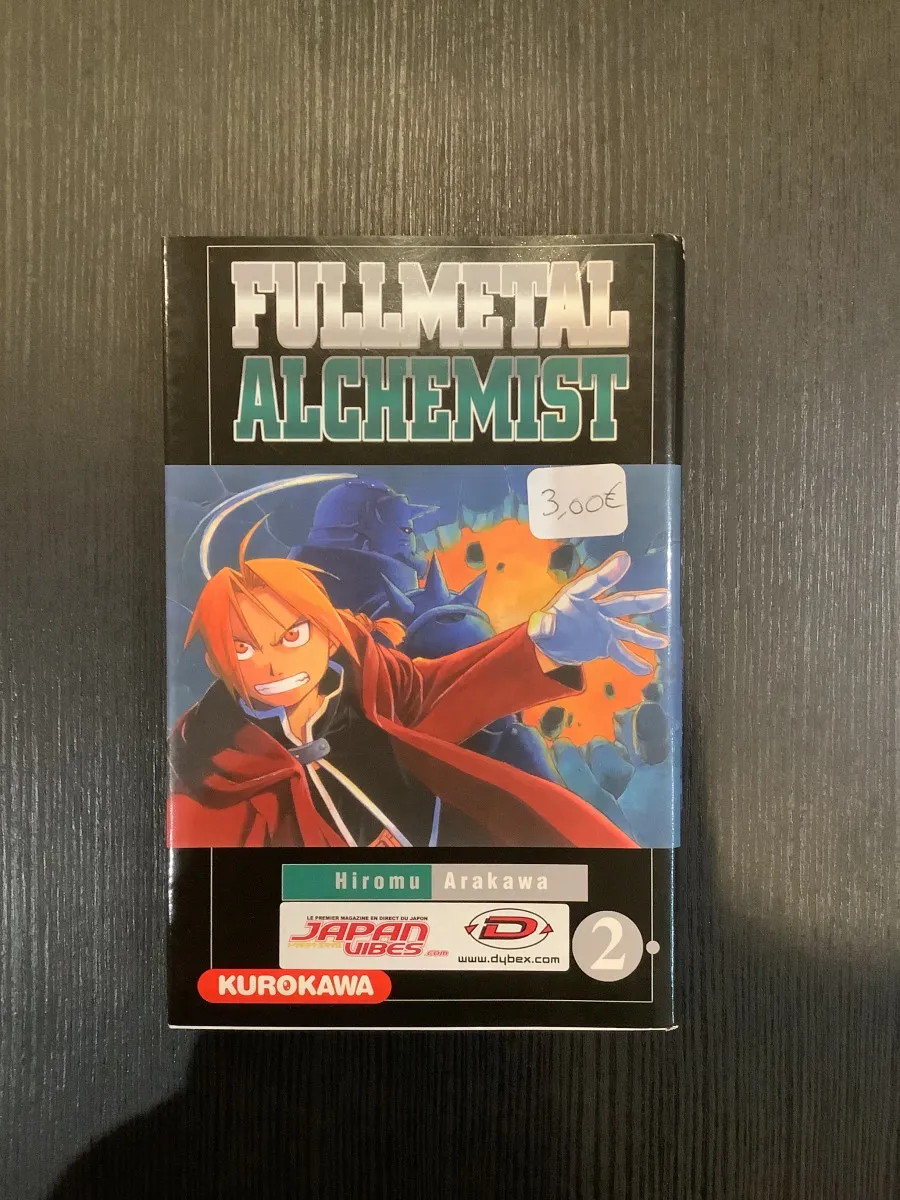 FULLMETAL
ALCHEMIST
3,00€
Hiromu Arakawa
LE PREMIER MAGAZINE EN DIRECT DU JAPON
JAPAN
VIBES.com
D
www.dybex.com
2
KUROKAWA